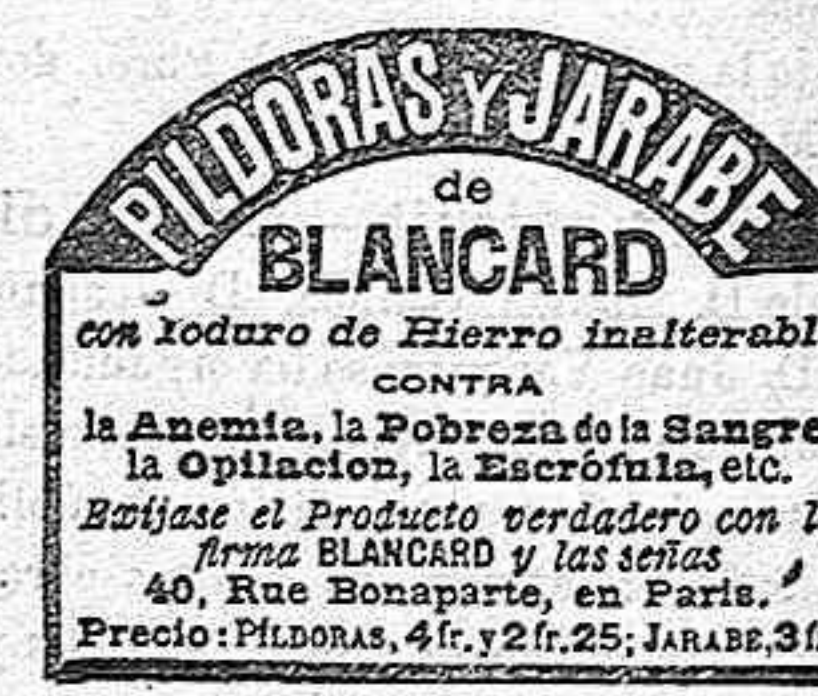 PÍLDORAS Y JARABE
de
BLANCARD
con Ioduro de Hierro inalterabl
CONTRA
la Anemia, la Pobreza de la Sangre
la Opilacion, la Escrófula, etc.
Exíjase el Producto verdadero con l
firma BLANCARD y las señas
40, Rue Bonaparte, en Paris.
Precio: PÍLDORAS, 4 fr. y 2 fr. 25; JARABE, 3 f